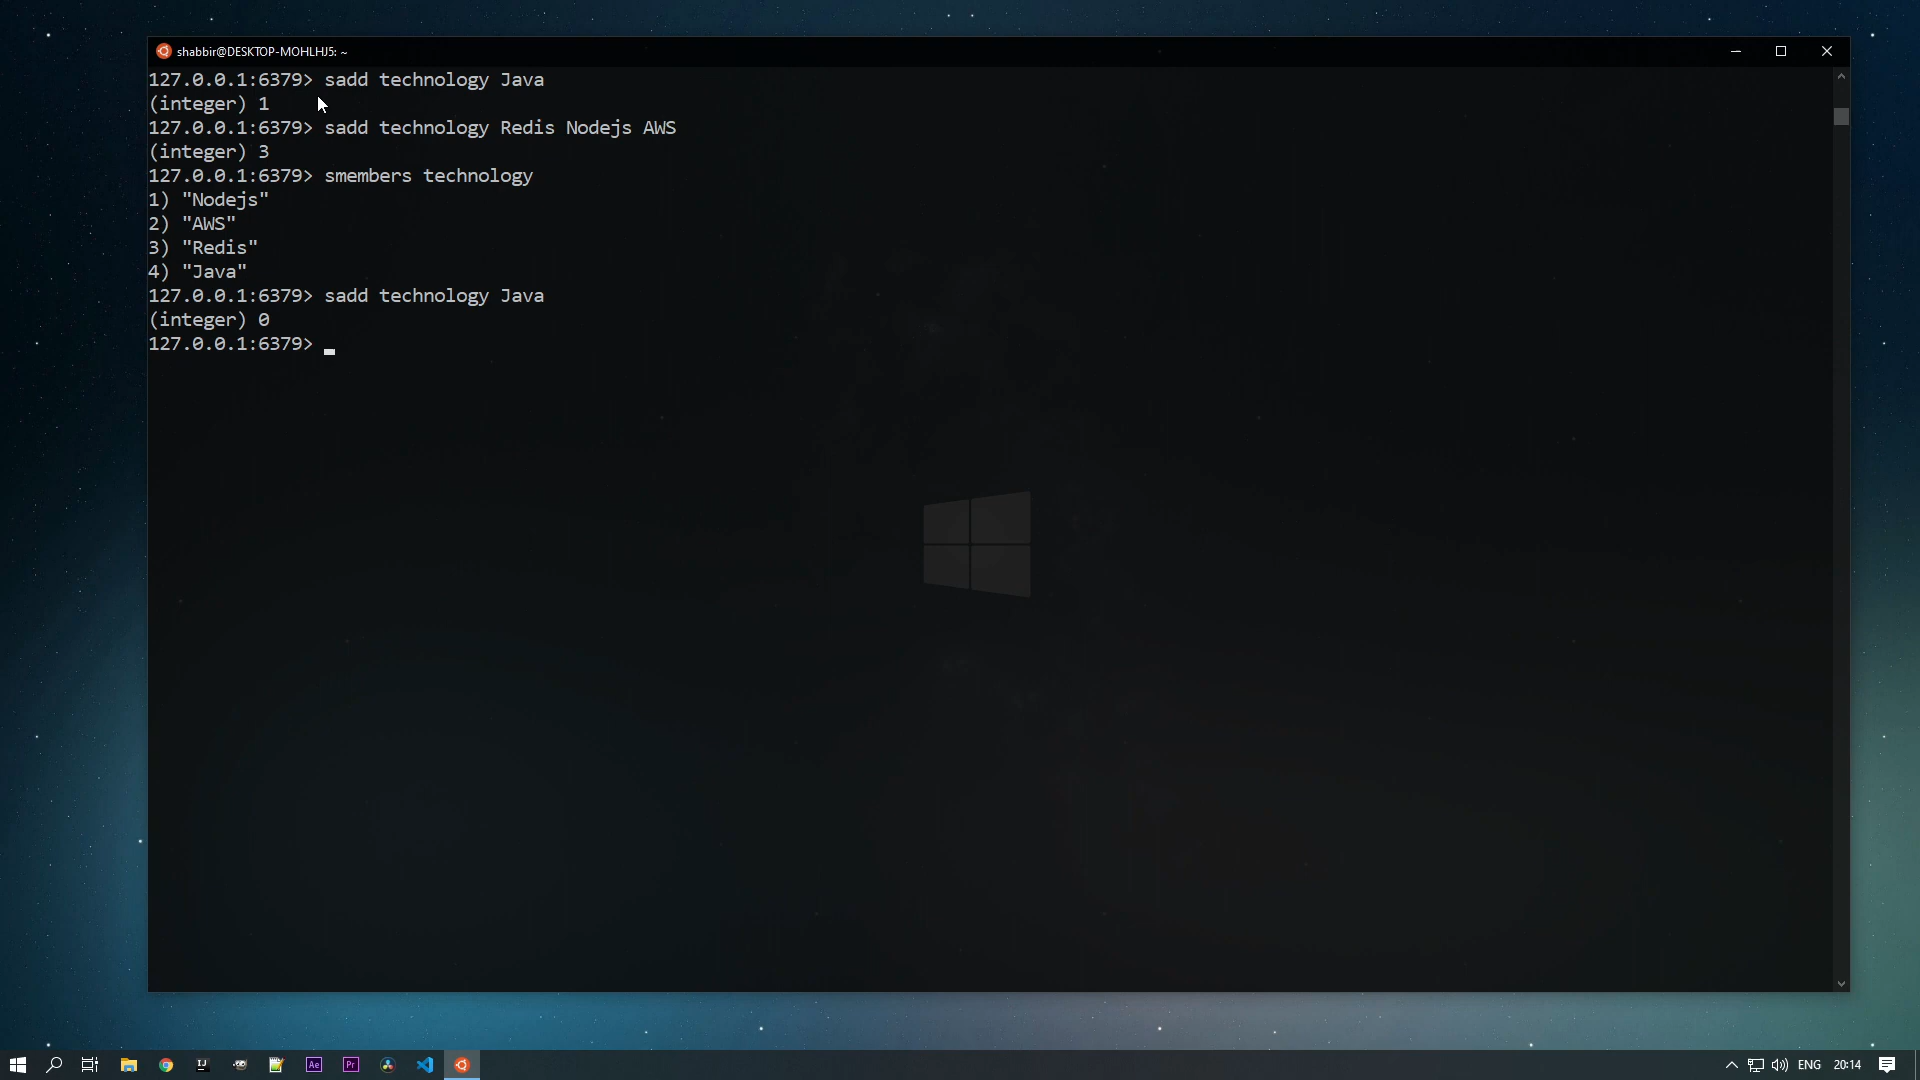 shabbir@DESKTOP-MOHLHJ5: ~
127.0.0.1:6379> sadd technology Java
(integer) 1
127.0.0.1:6379> sadd technology Redis Nodejs AWS
(integer) 3
127.0.0.1:6379> smembers technology
1) "Nodejs"
2) "AWS"
3) "Redis"
4) "Java"
127.0.0.1:6379> sadd technology Java
(integer) 0
127.0.0.1:6379>
IJ Ae Pr ENG 20:14